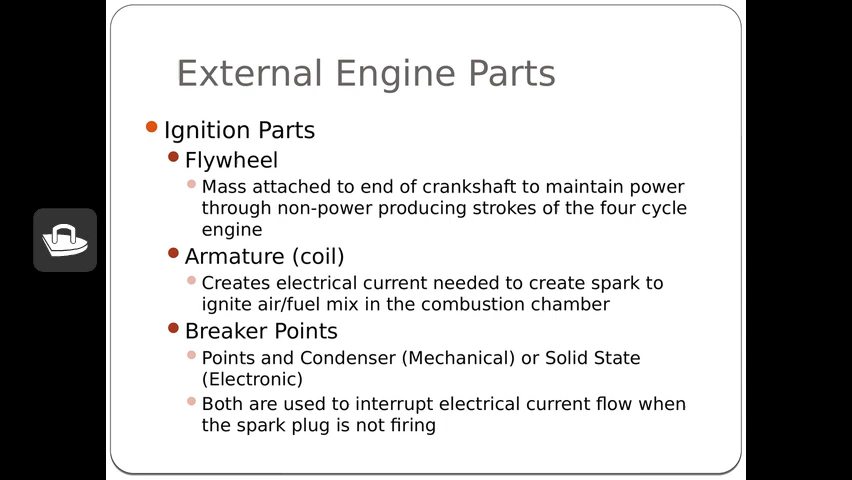 External Engine Parts
Ignition Parts
Flywheel
Mass attached to end of crankshaft to maintain power
through non-power producing strokes of the four cycle
engine
Armature (coil)
Creates electrical current needed to create spark to
ignite air/fuel mix in the combustion chamber
Breaker Points
Points and Condenser (Mechanical) or Solid State
(Electronic)
Both are used to interrupt electrical current flow when
the spark plug is not firing